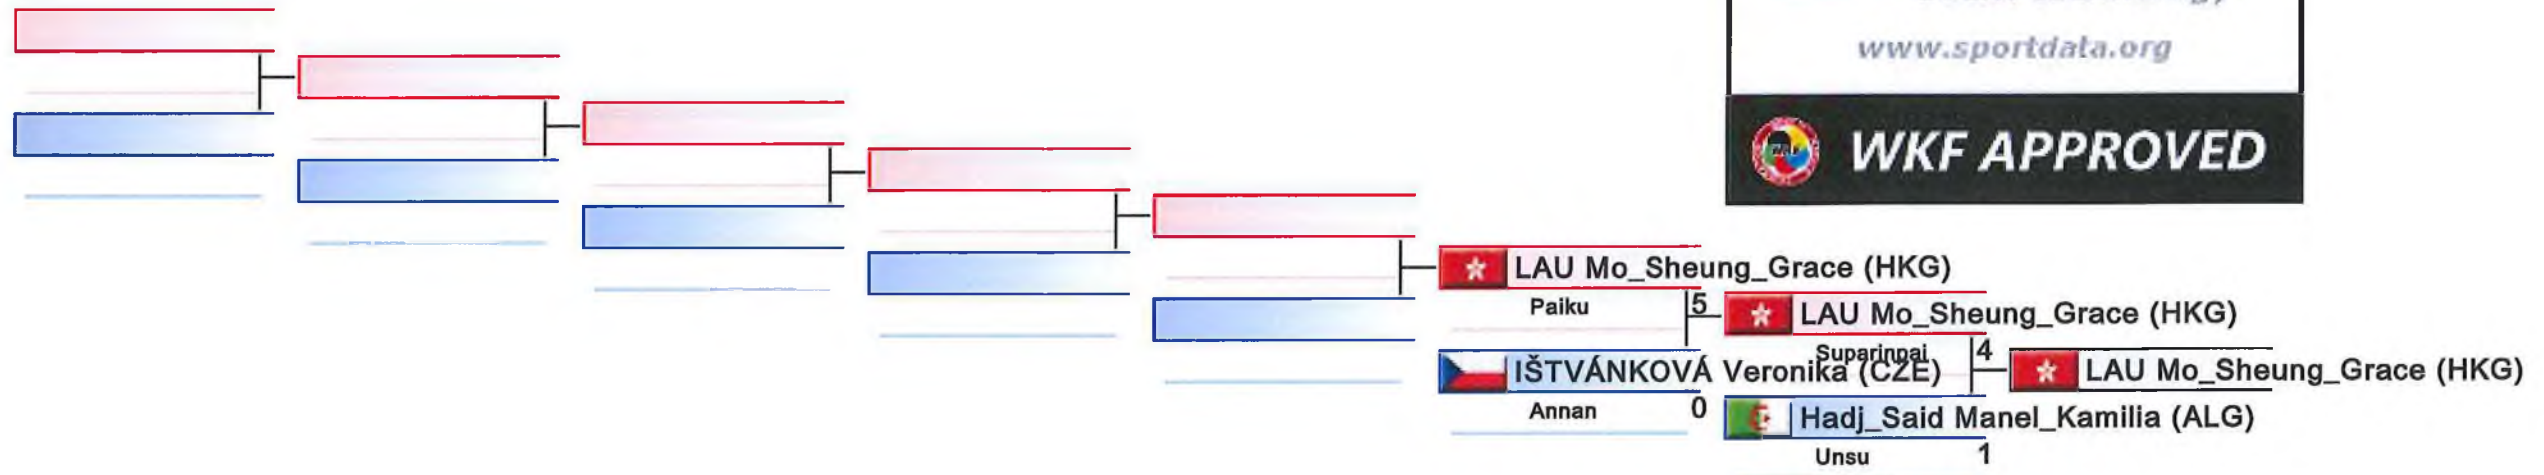 www.sportdata.org
WKF APPROVED
LAU Mo_Sheung_Grace (HKG)
Paiku
5
LAU Mo_Sheung_Grace (HKG)
Suparinpai
4
IŠTVÁNKOVÁ Veronika (CZE)
LAU Mo_Sheung_Grace (HKG)
Annan
0
Hadj_Said Manel_Kamilia (ALG)
Unsu
1